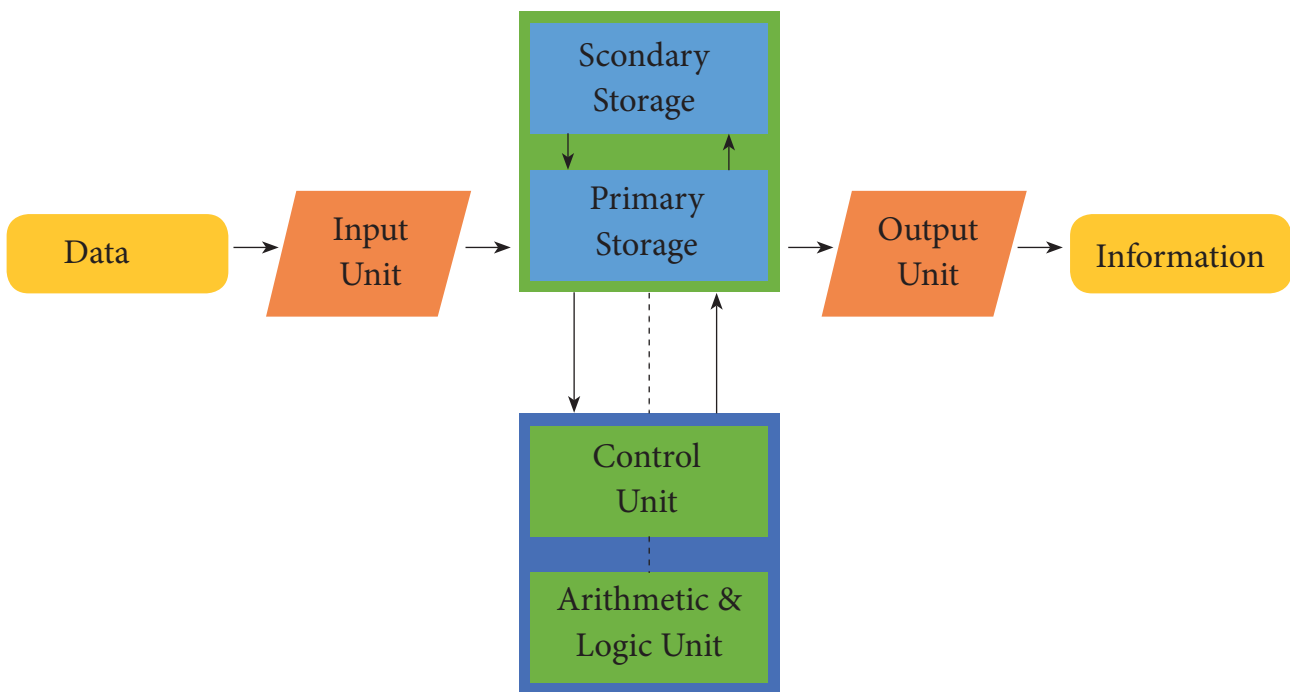 Scondary
Storage
Primary
Storage
Data
Input
Unit
Output
Unit
Information
Control
Unit
Arithmetic &
Logic Unit